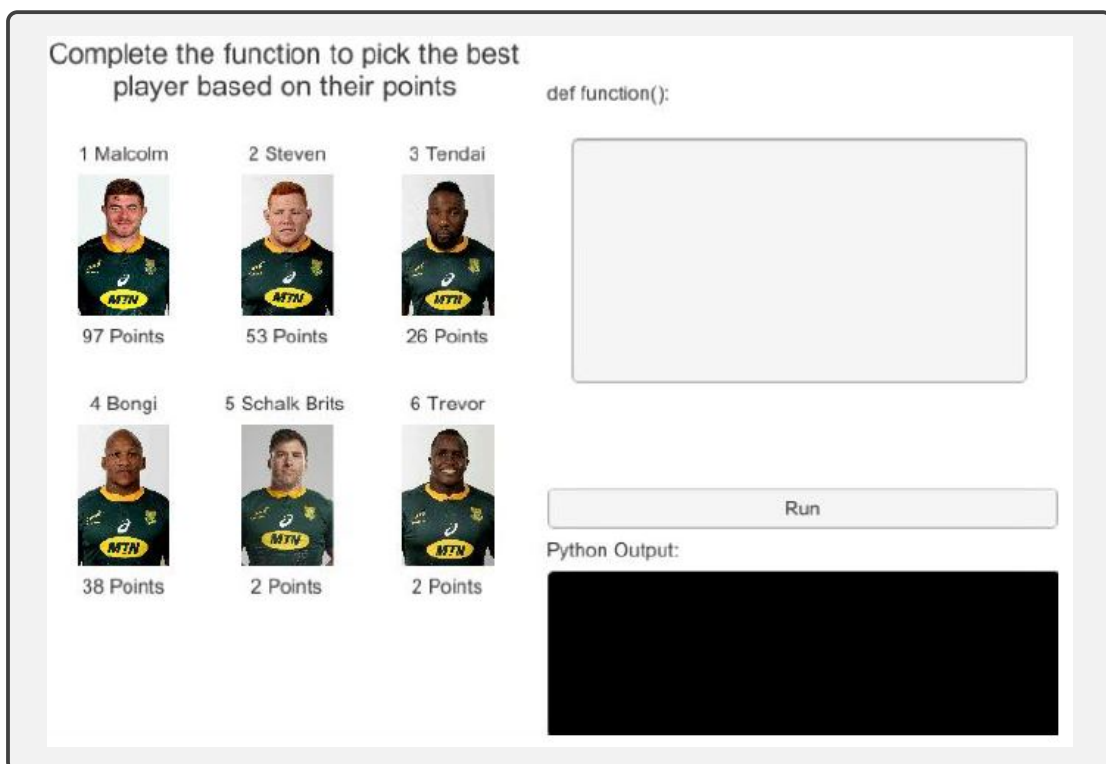 Complete the function to pick the best
player based on their points
1 Malcolm
2 Steven
3 Tendai
MTN
MTN
MTN
97 Points
53 Points
26 Points
4 Bongi
5 Schalk Brits
6 Trevor
MTN
MTN
MTN
38 Points
2 Points
2 Points
def function():
Run
Python Output: